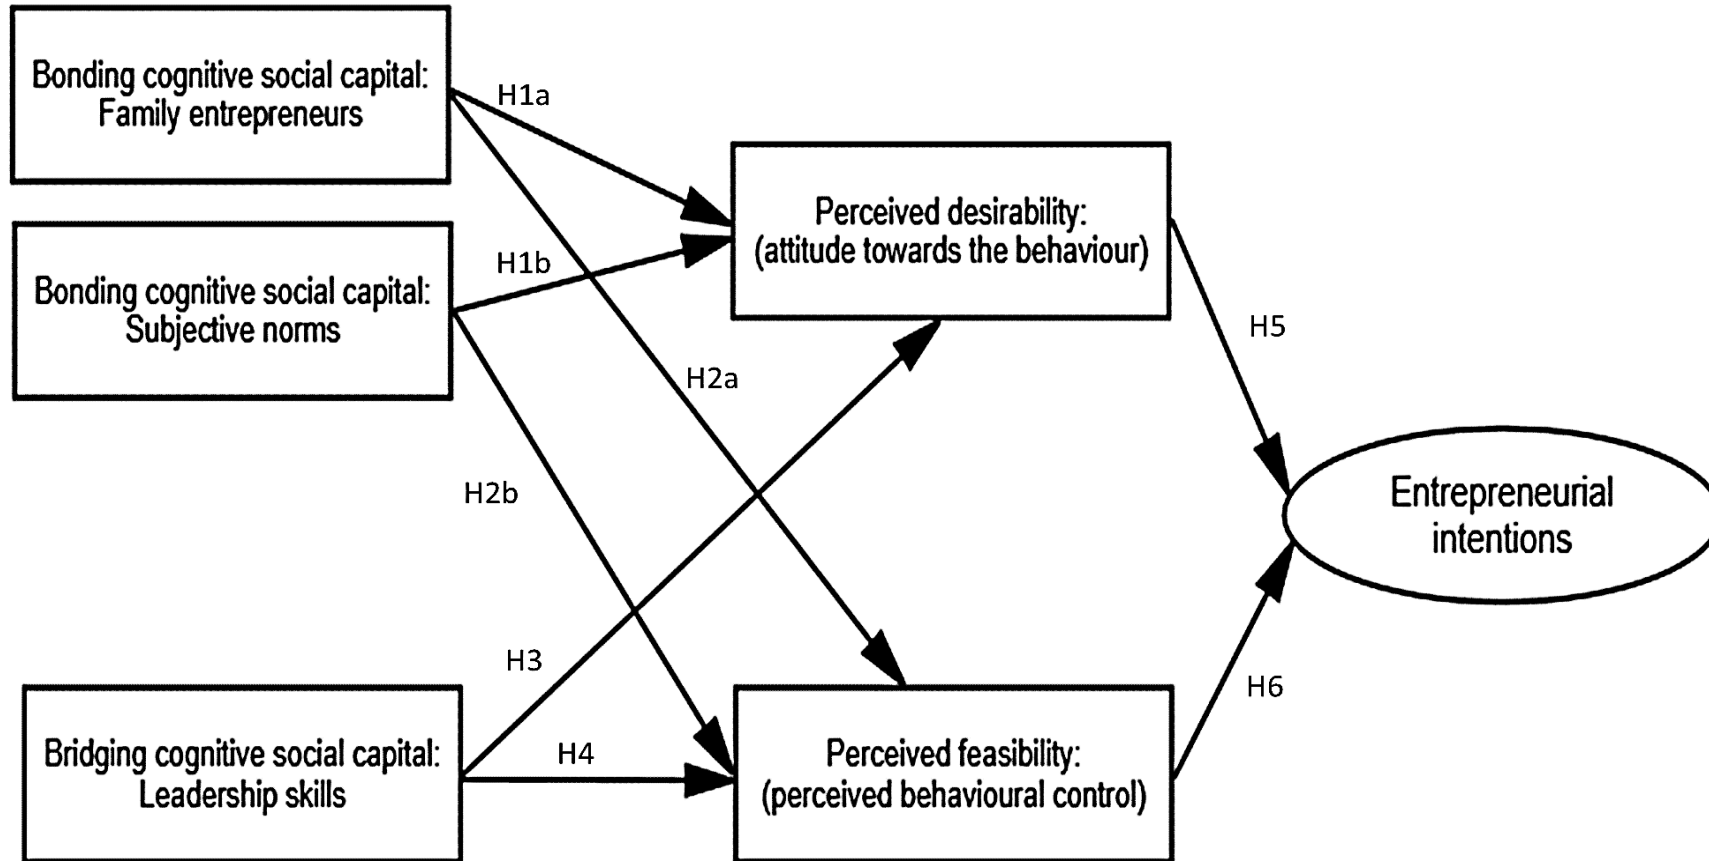 Bonding cognitive social capital:
Family entrepreneurs
H1a
Perceived desirability:
(attitude towards the behaviour)
H1b
Bonding cognitive social capital:
Subjective norms
H5
H2a
H2b
Entrepreneurial
intentions
H3
H6
Bridging cognitive social capital:
Leadership skills
H4
Perceived feasibility:
(perceived behavioural control)